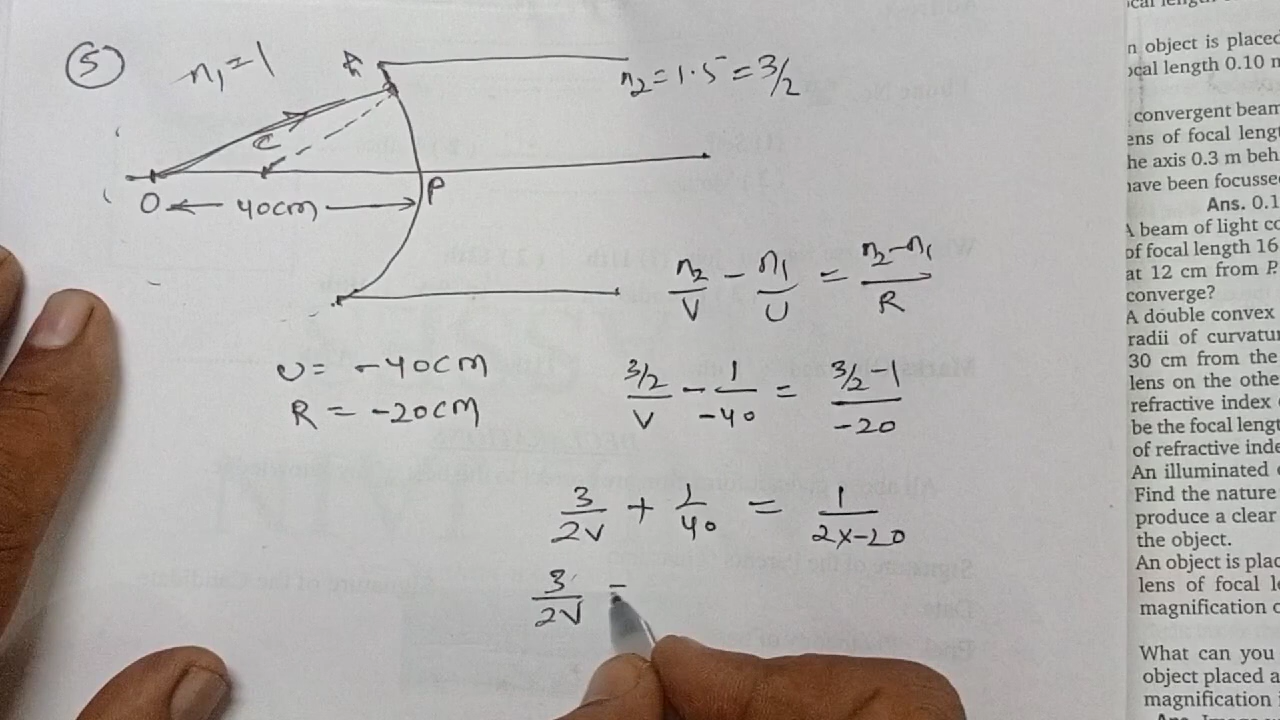 5
n₁ = 1
A
n₂ = 1.5 = 3/2
C
O
40cm
P
n₂/V - n₁/U = n₂-n₁/R
U = -40cm
R = -20cm
3/2/V - 1/-40 = 3/2-1/-20
3/2V + 1/40 = 1/2x-20
3/2V =
n object is placed
ocal length 0.10 m
convergent beam
ens of focal lengt
he axis 0.3 m beh
have been focusse
Ans. 0.1
A beam of light co
of focal length 16
at 12 cm from P.
converge?
A double convex
radii of curvatur
30 cm from the
lens on the othe
refractive index
be the focal lengt
of refractive inde
An illuminated
Find the nature
produce a clear
the object.
An object is plac
lens of focal le
magnification
What can you
object placed a
magnification